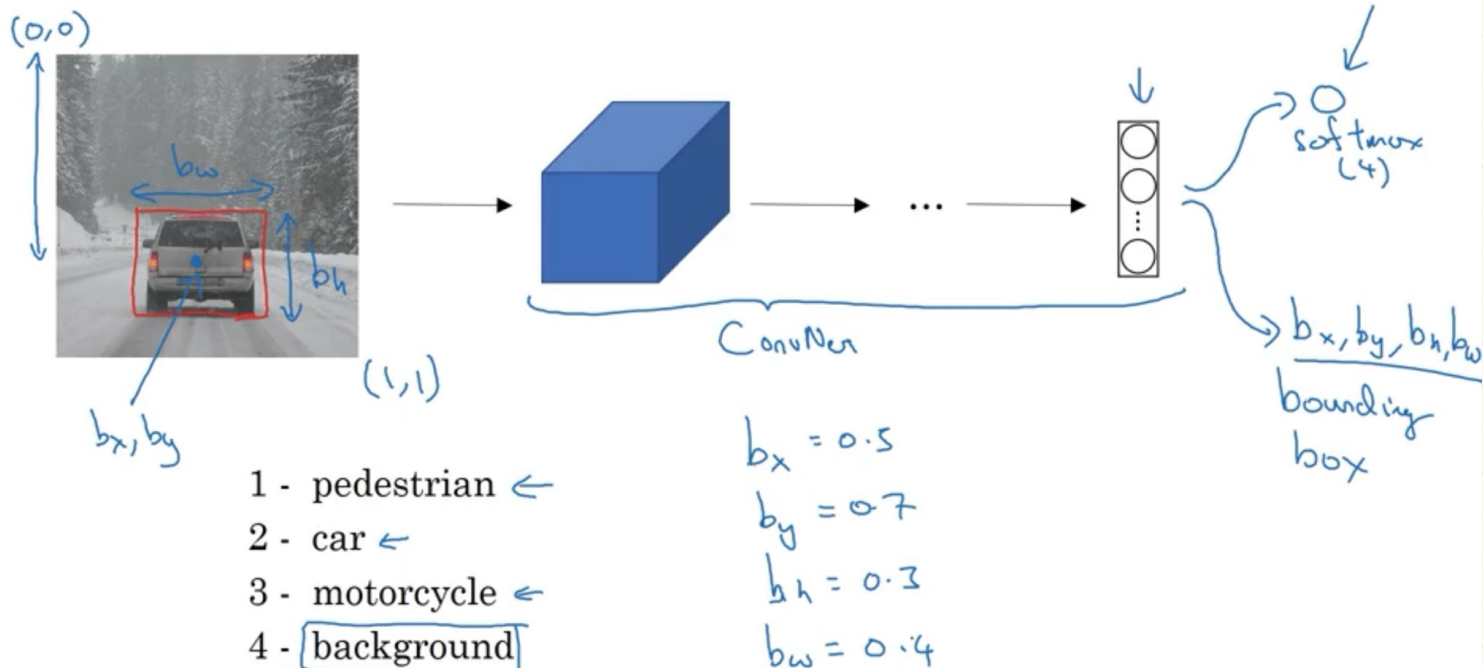 (0,0)
bw
bh
(1,1)
bx, by
ConvNet
softmax
(4)
bx, by, bh, bw
bounding
box
1 - pedestrian
2 - car
3 - motorcycle
4 - background
bx = 0.5
by = 0.7
bh = 0.3
bw = 0.4